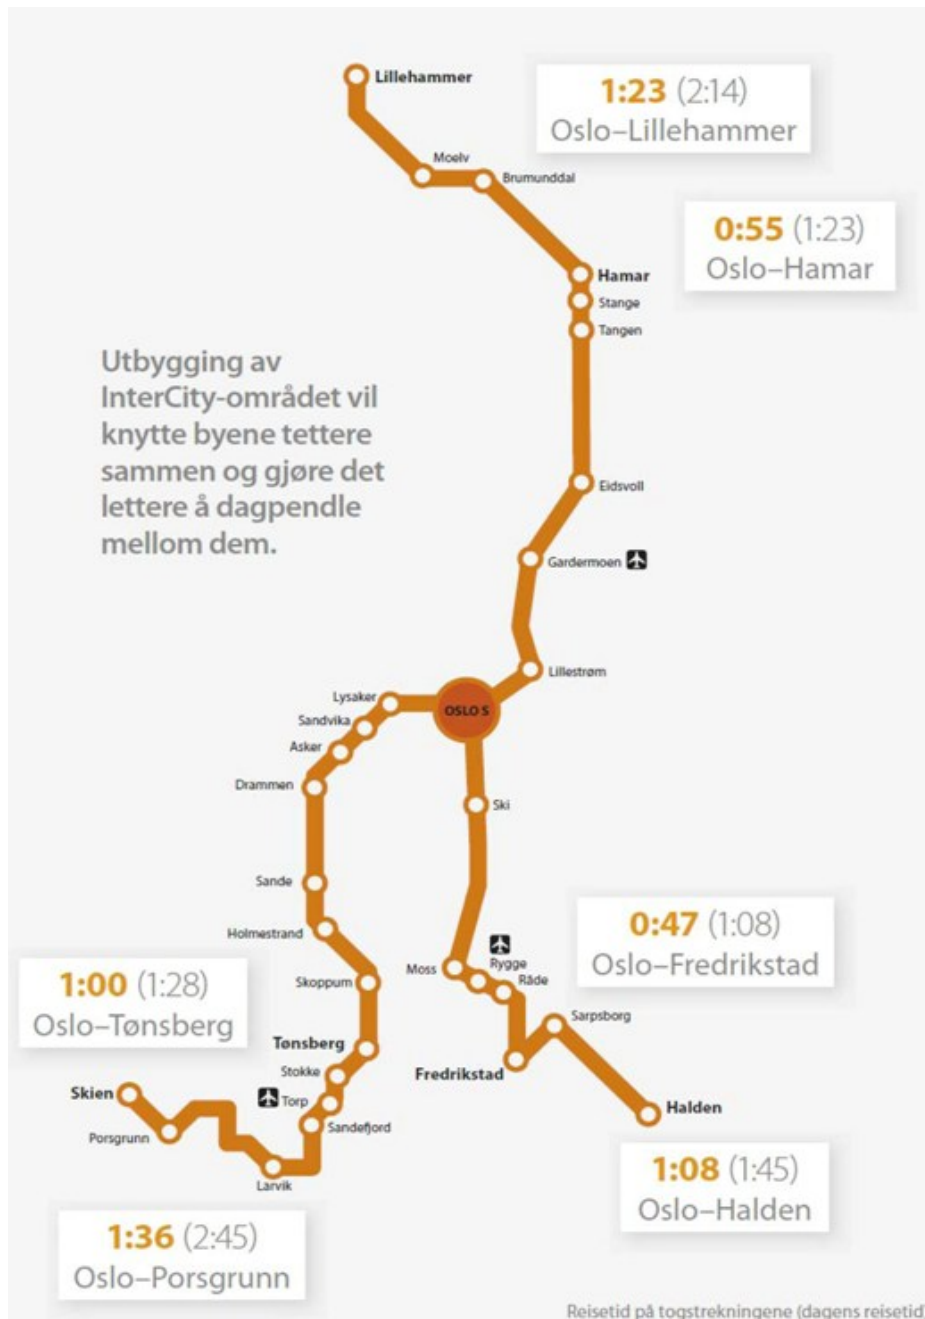 Lillehammer
1:23 (2:14)
Oslo–Lillehammer
Moelv
Brumunddal
0:55 (1:23)
Oslo–Hamar
Hamar
Stange
Tangen
Utbygging av
InterCity-området vil
knytte byene tettere
sammen og gjøre det
lettere å dagpendle
mellom dem.
Eidsvoll
Gardermoen
Lillestrøm
Lysaker
OSLO S
Sandvika
Asker
Drammen
Ski
Sande
Holmestrand
0:47 (1:08)
Oslo–Fredrikstad
Moss
Rygge
Råde
1:00 (1:28)
Oslo–Tønsberg
Skoppum
Sarpsborg
Tønsberg
Stokke
Fredrikstad
Skien
Torp
Halden
Porsgrunn
Sandefjord
Larvik
1:08 (1:45)
Oslo–Halden
1:36 (2:45)
Oslo–Porsgrunn
Reisetid på togstrekningene (dagens reisetid)